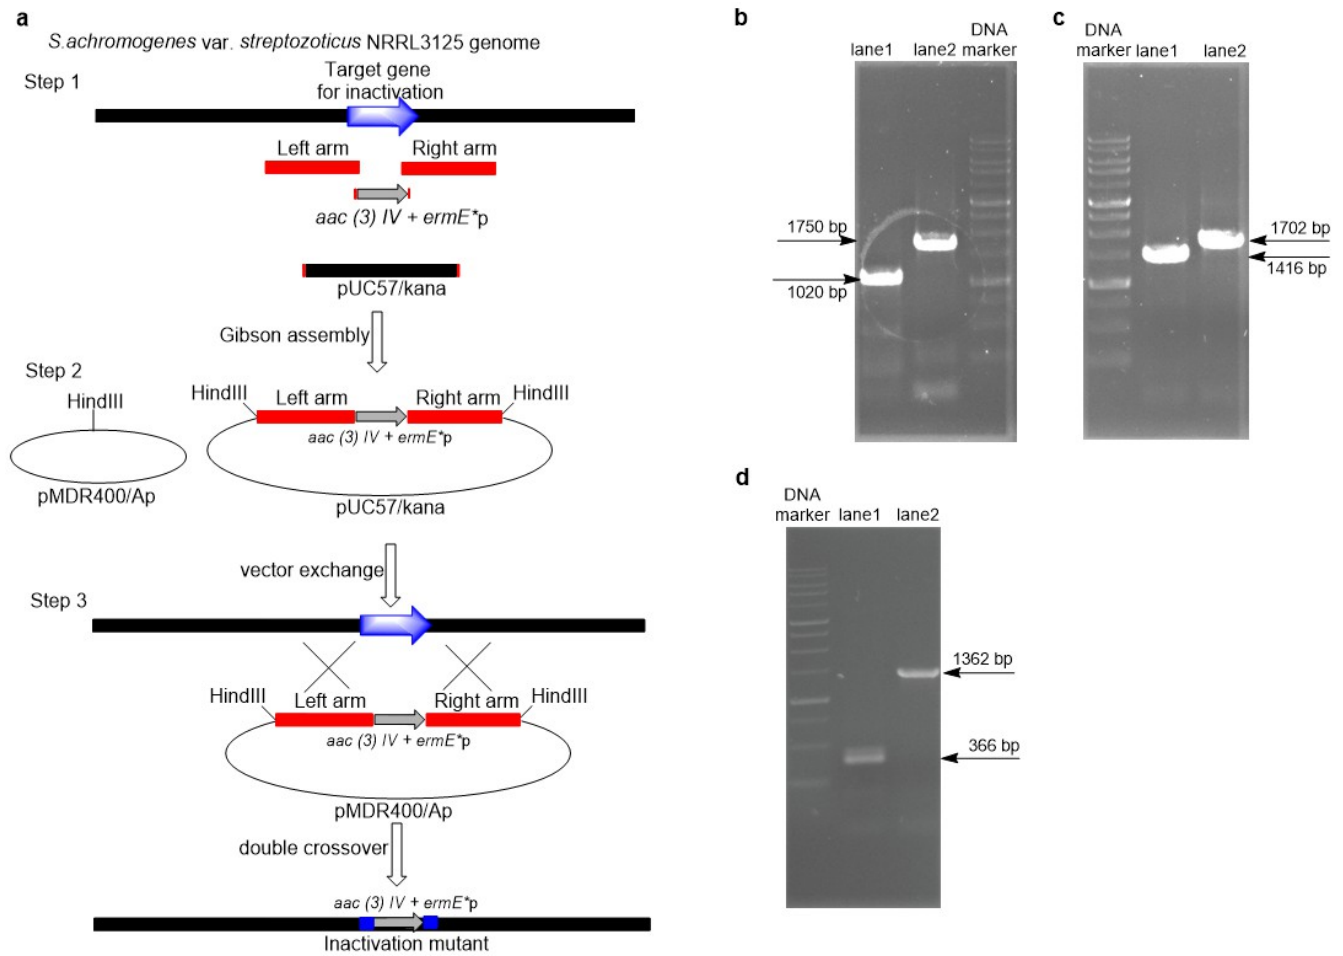 a
S.achromogenes var. streptozoticus NRRL3125 genome
Step 1
Target gene
for inactivation
Left arm
Right arm
aac (3) IV + ermE*p
pUC57/kana
Gibson assembly
Step 2
HindIII
pMDR400/Ap
HindIII
Left arm
Right arm
HindIII
aac (3) IV + ermE*p
pUC57/kana
vector exchange
Step 3
HindIII
Left arm
Right arm
HindIII
aac (3) IV + ermE*p
pMDR400/Ap
double crossover
aac (3) IV + ermE*p
Inactivation mutant
b
lane1
lane2
DNA
marker
1750 bp
1020 bp
c
DNA
marker
lane1
lane2
1702 bp
1416 bp
d
DNA
marker
lane1
lane2
1362 bp
366 bp